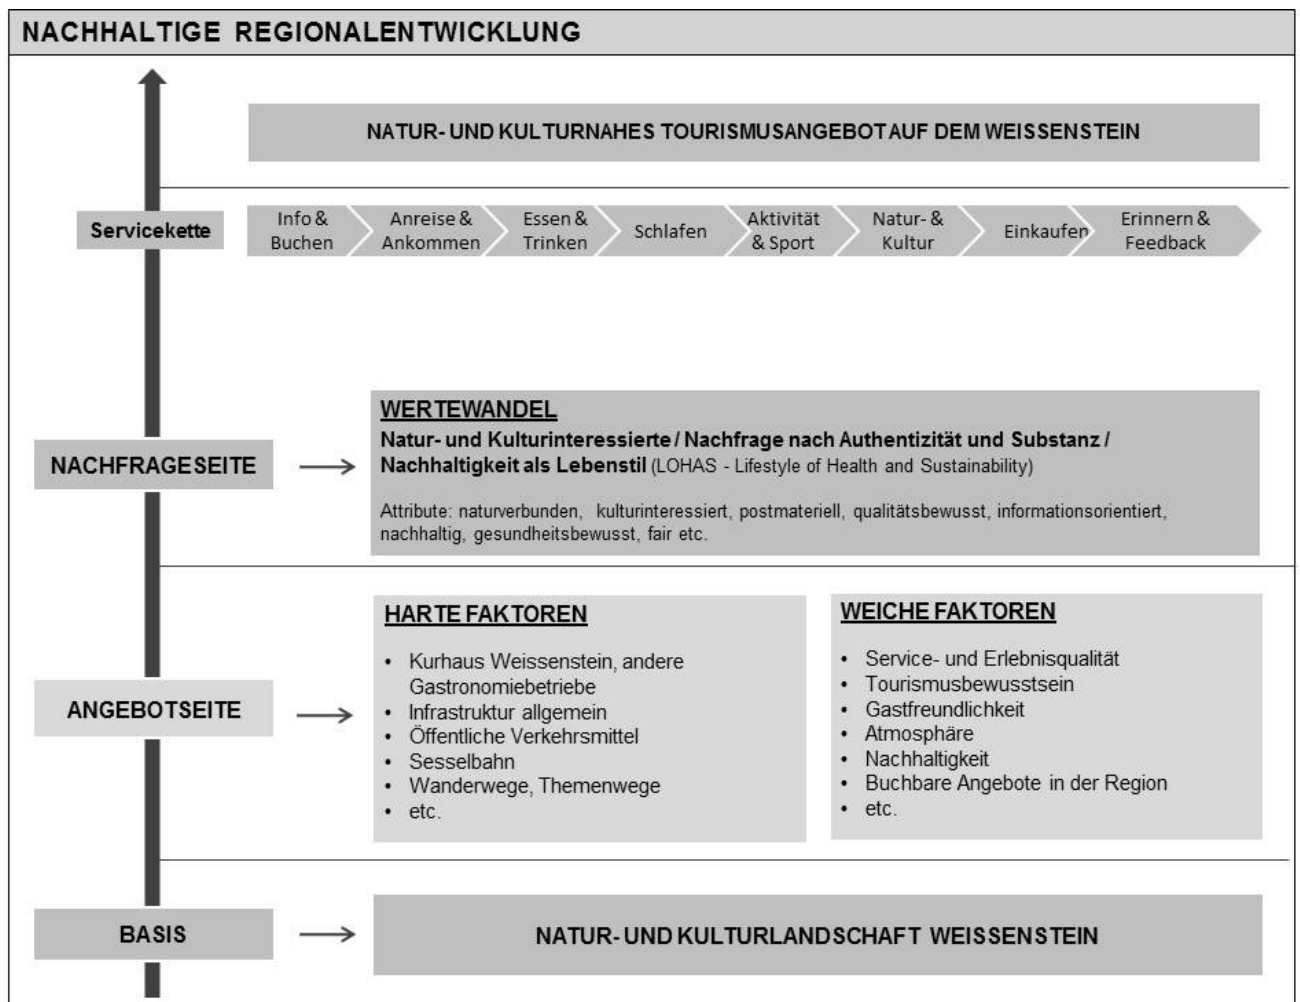 NACHHALTIGE REGIONALENTWICKLUNG
NATUR- UND KULTURNAHES TOURISMUSANGEBOT AUF DEM WEISSENSTEIN
Servicekette
Info &
Buchen
Anreise &
Ankommen
Essen &
Trinken
Schlafen
Aktivität
& Sport
Natur- &
Kultur
Einkaufen
Erinnern &
Feedback
NACHFRAGESEITE
WERTEWANDEL
Natur- und Kulturinteressierte / Nachfrage nach Authentizität und Substanz /
Nachhaltigkeit als Lebenstil (LOHAS - Lifestyle of Health and Sustainability)
Attribute: naturverbunden, kulturinteressiert, postmateriell, qualitätsbewusst, informationsorientiert,
nachhaltig, gesundheitsbewusst, fair etc.
ANGEBOTSEITE
HARTE FAKTOREN
• Kurhaus Weissenstein, andere
Gastronomiebetriebe
• Infrastruktur allgemein
• Öffentliche Verkehrsmittel
• Sesselbahn
• Wanderwege, Themenwege
• etc.
WEICHE FAKTOREN
• Service- und Erlebnisqualität
• Tourismusbewusstsein
• Gastfreundlichkeit
• Atmosphäre
• Nachhaltigkeit
• Buchbare Angebote in der Region
• etc.
BASIS
NATUR- UND KULTURLANDSCHAFT WEISSENSTEIN